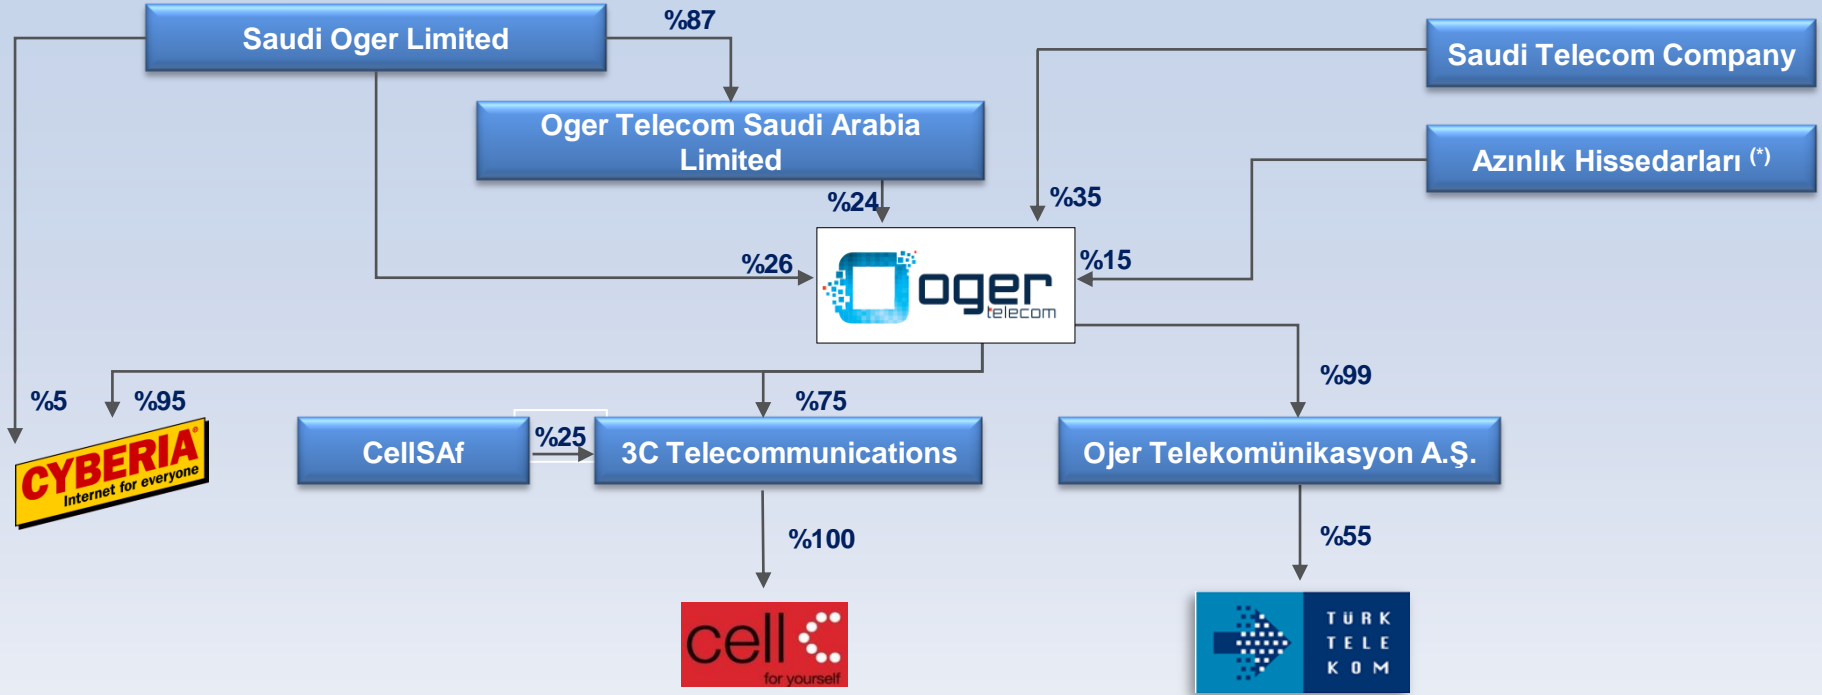 Saudi Oger Limited
%87
Saudi Telecom Company
Oger Telecom Saudi Arabia
Limited
Azınlık Hissedarları (*)
%24
%35
%26
oger
telecom
%15
%5
%95
%75
%99
CYBERIA®
Internet for everyone
CellSAf
%25
3C Telecommunications
Ojer Telekomünikasyon A.Ş.
%100
%55
cell C
for yourself
TÜRK
TELE
KOM